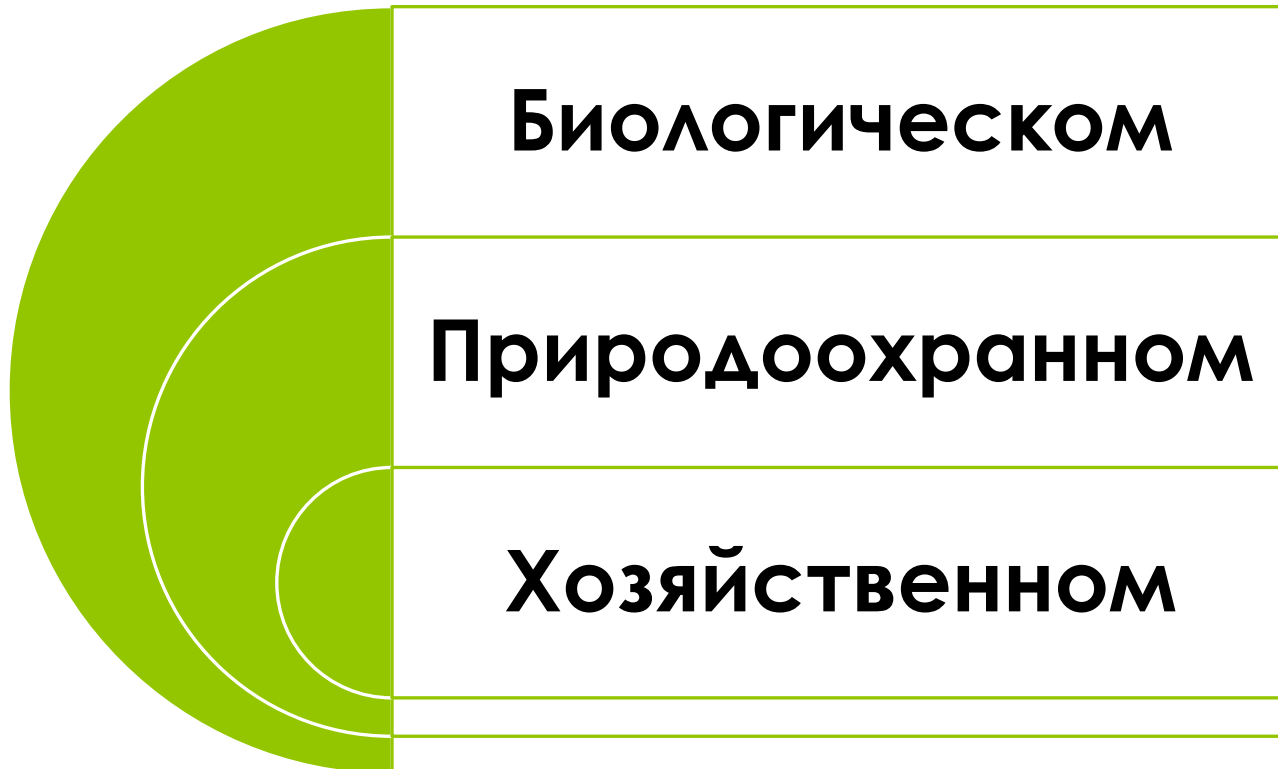 Биологическом
Природоохранном
Хозяйственном